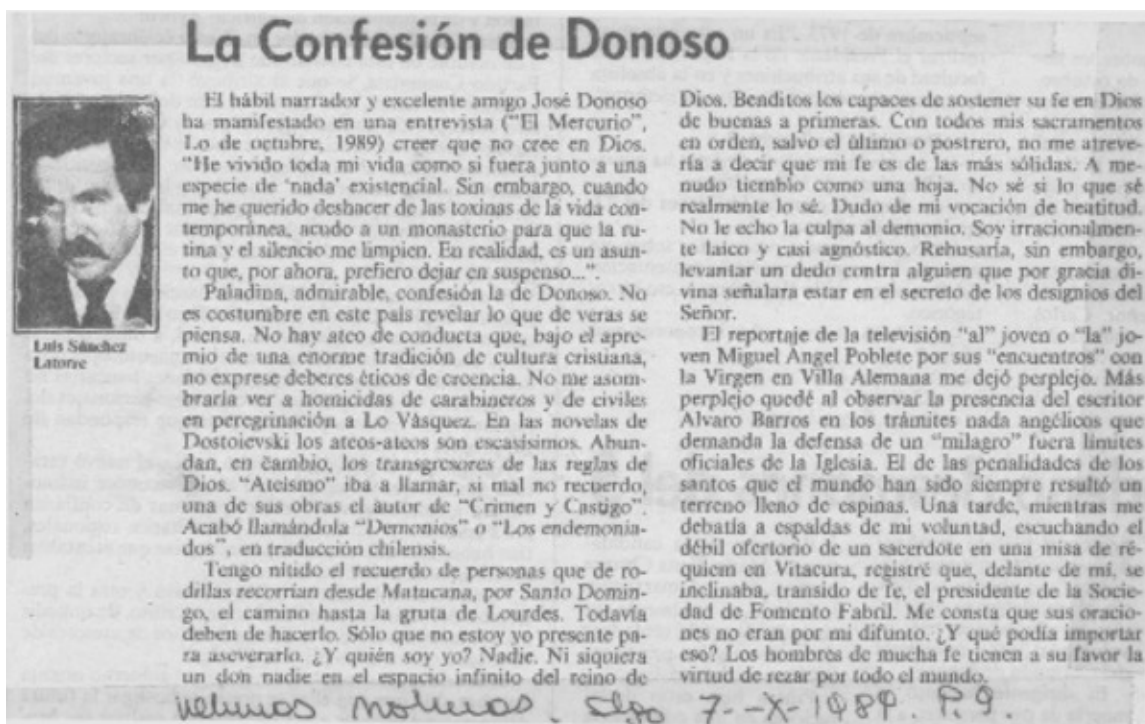 La Confesión de Donoso
Luis Sánchez
Latorre
El hábil narrador y excelente amigo José Donoso
ha manifestado en una entrevista ("El Mercurio",
1.o de octubre, 1989) creer que no cree en Dios.
"He vivido toda mi vida como si fuera junto a una
especie de 'nada' existencial. Sin embargo, cuando
me he querido deshacer de las toxinas de la vida con-
temporánea, acudo a un monasterio para que la ru-
tina y el silencio me limpien. En realidad, es un asun-
to que, por ahora, prefiero dejar en suspenso...".
Paladina, admirable, confesión la de Donoso. No
es costumbre en este país revelar lo que de veras se
piensa. No hay ateo de conducta que, bajo el apre-
mio de una enorme tradición de cultura cristiana,
no exprese deberes éticos de creencia. No me asom-
braría ver a homicidas de carabineros y de civiles
en peregrinación a Lo Vásquez. En las novelas de
Dostoievski los ateos-ateos son escasísimos. Abun-
dan, en cambio, los transgresores de las reglas de
Dios. "Ateísmo" iba a llamar, si mal no recuerdo,
una de sus obras el autor de "Crimen y Castigo".
Acabó llamándola "Demonios" o "Los endemonia-
dos", en traducción chilensis.
Tengo nítido el recuerdo de personas que de ro-
dillas recorrían desde Matucana, por Santo Domin-
go, el camino hasta la gruta de Lourdes. Todavía
deben de hacerlo. Sólo que no estoy yo presente pa-
ra aseverarlo. ¿Y quién soy yo? Nadie. Ni siquiera
un don nadie en el espacio infinito del reino de
Dios. Benditos los capaces de sostener su fe en Dios
de buenas a primeras. Con todos mis sacramentos
en orden, salvo el último o postrero, no me atreve-
ría a decir que mi fe es de las más sólidas. A me-
nudo tiemblo como una hoja. No sé si lo que sé
realmente lo sé. Dudo de mi vocación de beatitud.
No le echo la culpa al demonio. Soy irracionalmen-
te laico y casi agnóstico. Rehusaría, sin embargo,
levantar un dedo contra alguien que por gracia di-
vina señalara estar en el secreto de los designios del
Señor.
El reportaje de la televisión "al" joven o "la" jo-
ven Miguel Angel Poblete por sus "encuentros" con
la Virgen en Villa Alemana me dejó perplejo. Más
perplejo quedé al observar la presencia del escritor
Alvaro Barros en los trámites nada angélicos que
demanda la defensa de un "milagro" fuera límites
oficiales de la Iglesia. El de las penalidades de los
santos que el mundo han sido siempre resultó un
terreno lleno de espinas. Una tarde, mientras me
debatía a espaldas de mi voluntad, escuchando el
débil ofertorio de un sacerdote en una misa de ré-
quiem en Vitacura, registré que, delante de mí, se
inclinaba, transido de fe, el presidente de la Socie-
dad de Fomento Fabril. Me consta que sus oracio-
nes no eran por mi difunto. ¿Y qué podía importar
eso? Los hombres de mucha fe tienen a su favor la
virtud de rezar por todo el mundo.
Stgo 7-X-1989. P. 9